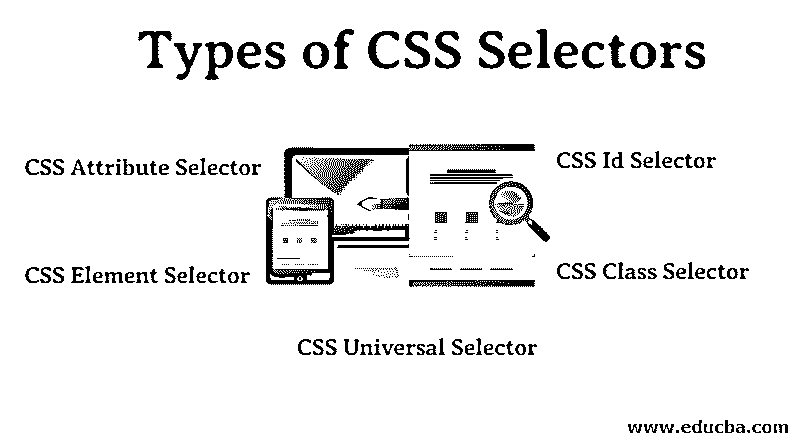 Types of CSS Selectors
CSS Attribute Selector
CSS Id Selector
CSS Element Selector
CSS Class Selector
CSS Universal Selector
www.educba.com